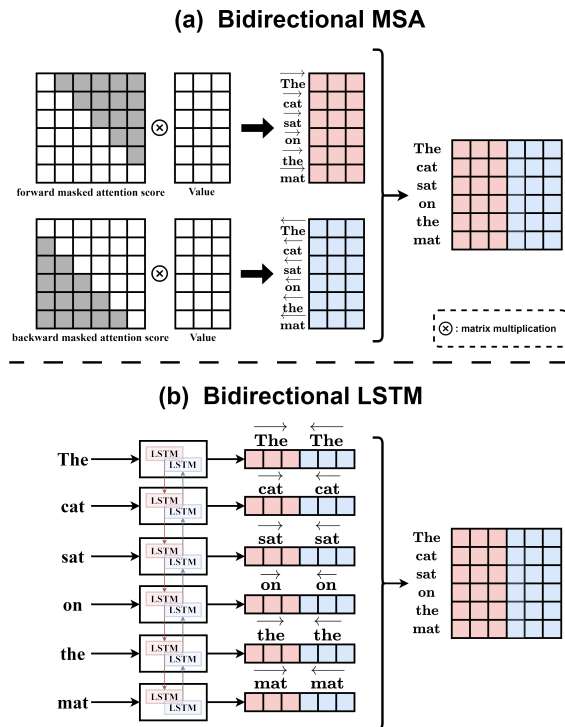 (a) Bidirectional MSA
The
cat
sat
on
the
mat
forward masked attention score
Value
The
cat
sat
on
the
mat
backward masked attention score
Value
The
cat
sat
on
the
mat
: matrix multiplication
(b) Bidirectional LSTM
The
LSTM
LSTM
The The
cat
LSTM
LSTM
cat cat
sat
LSTM
LSTM
sat sat
on
LSTM
LSTM
on on
the
LSTM
LSTM
the the
mat
LSTM
LSTM
mat mat
The
cat
sat
on
the
mat